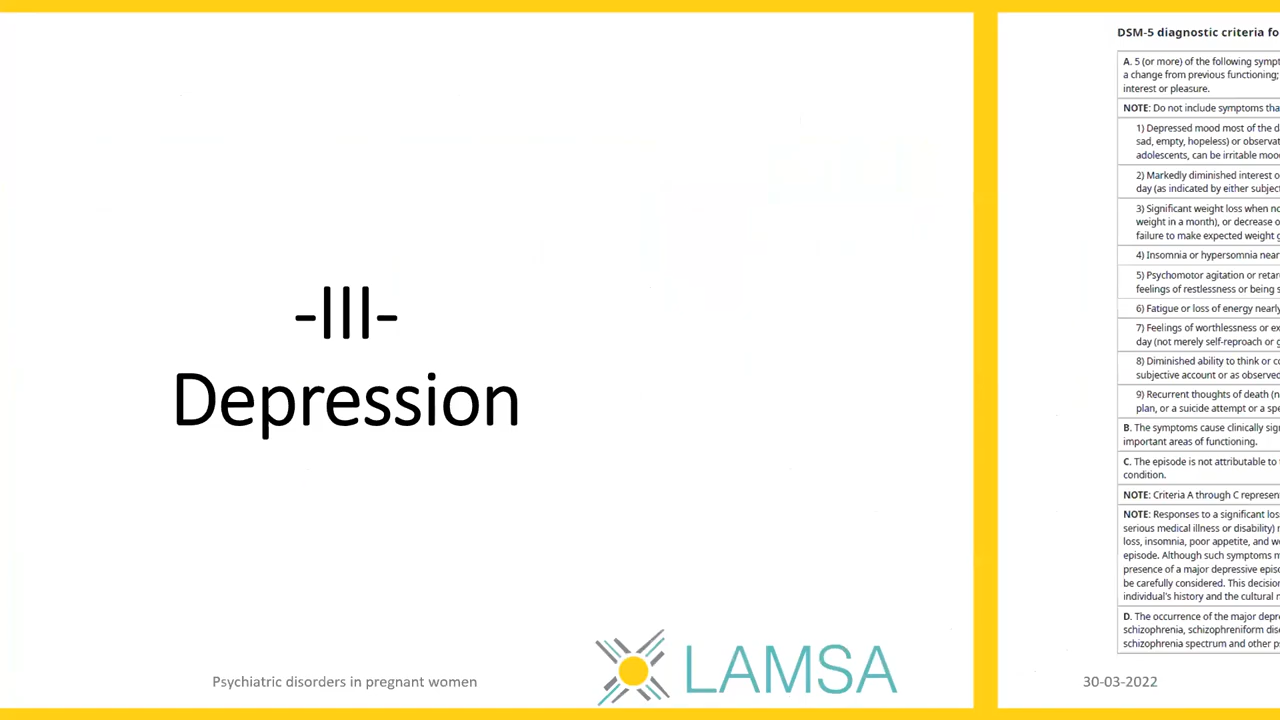 -III-
Depression
Psychiatric disorders in pregnant women
LAMSA
DSM-5 diagnostic criteria fo
A. 5 (or more) of the following sympt
a change from previous functioning;
interest or pleasure.
NOTE: Do not include symptoms tha
1) Depressed mood most of the d
sad, empty, hopeless) or observat
adolescents, can be irritable moo
2) Markedly diminished interest o
day (as indicated by either subject
3) Significant weight loss when no
weight in a month), or decrease o
failure to make expected weight g
4) Insomnia or hypersomnia near
5) Psychomotor agitation or retar
feelings of restlessness or being s
6) Fatigue or loss of energy nearly
7) Feelings of worthlessness or ex
day (not merely self-reproach or g
8) Diminished ability to think or co
subjective account or as observed
9) Recurrent thoughts of death (n
plan, or a suicide attempt or a spe
B. The symptoms cause clinically sign
important areas of functioning.
C. The episode is not attributable to t
condition.
NOTE: Criteria A through C represen
NOTE: Responses to a significant los
serious medical illness or disability) m
loss, insomnia, poor appetite, and we
episode. Although such symptoms m
presence of a major depressive epis
be carefully considered. This decision
individual's history and the cultural n
D. The occurrence of the major depre
schizophrenia, schizophreniform dis
schizophrenia spectrum and other p
30-03-2022